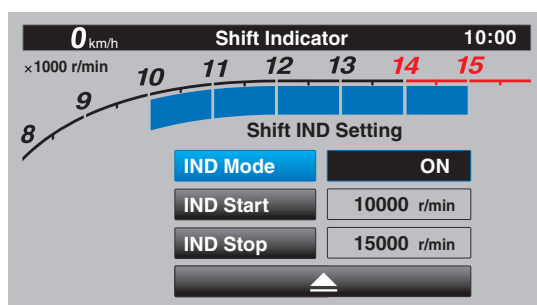 0 km/h Shift Indicator 10:00
×1000 r/min
8 9 10 11 12 13 14 15
Shift IND Setting
IND Mode ON
IND Start 10000 r/min
IND Stop 15000 r/min